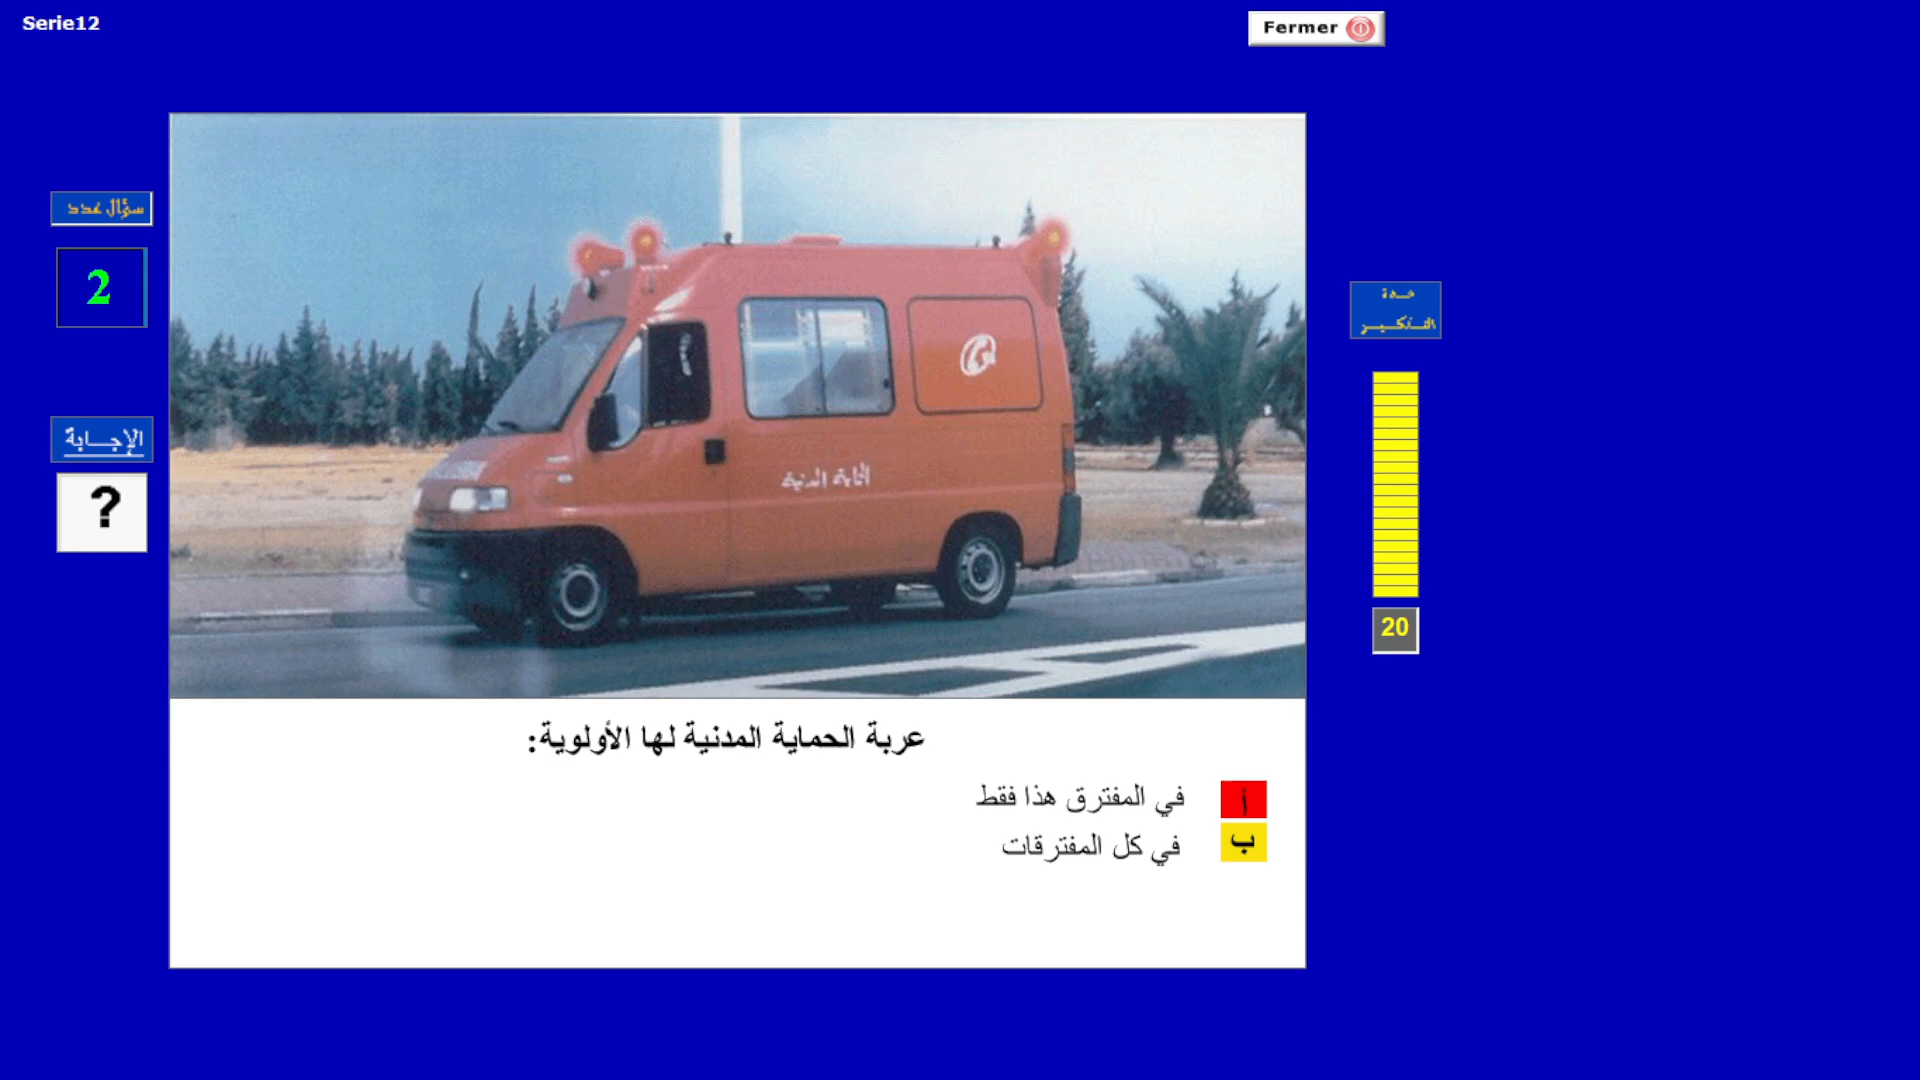 Serie12
Fermer
سؤال عدد
2
الإجابة
?
مدة
التفكير
20
الحماية المدنية
عربة الحماية المدنية لها الأولوية:
أ في المفترق هذا فقط
ب في كل المفترقات